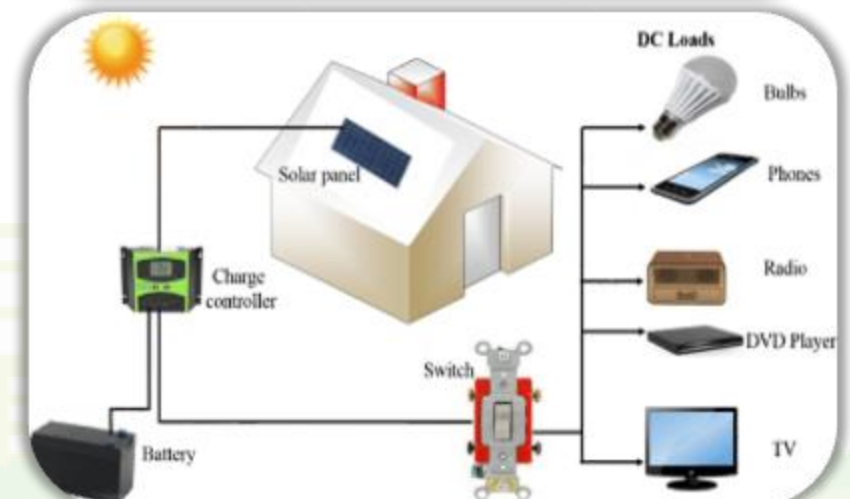 DC Loads
Bulbs
Solar panel
Phones
Charge
controller
Radio
DVD Player
Switch
Battery
TV